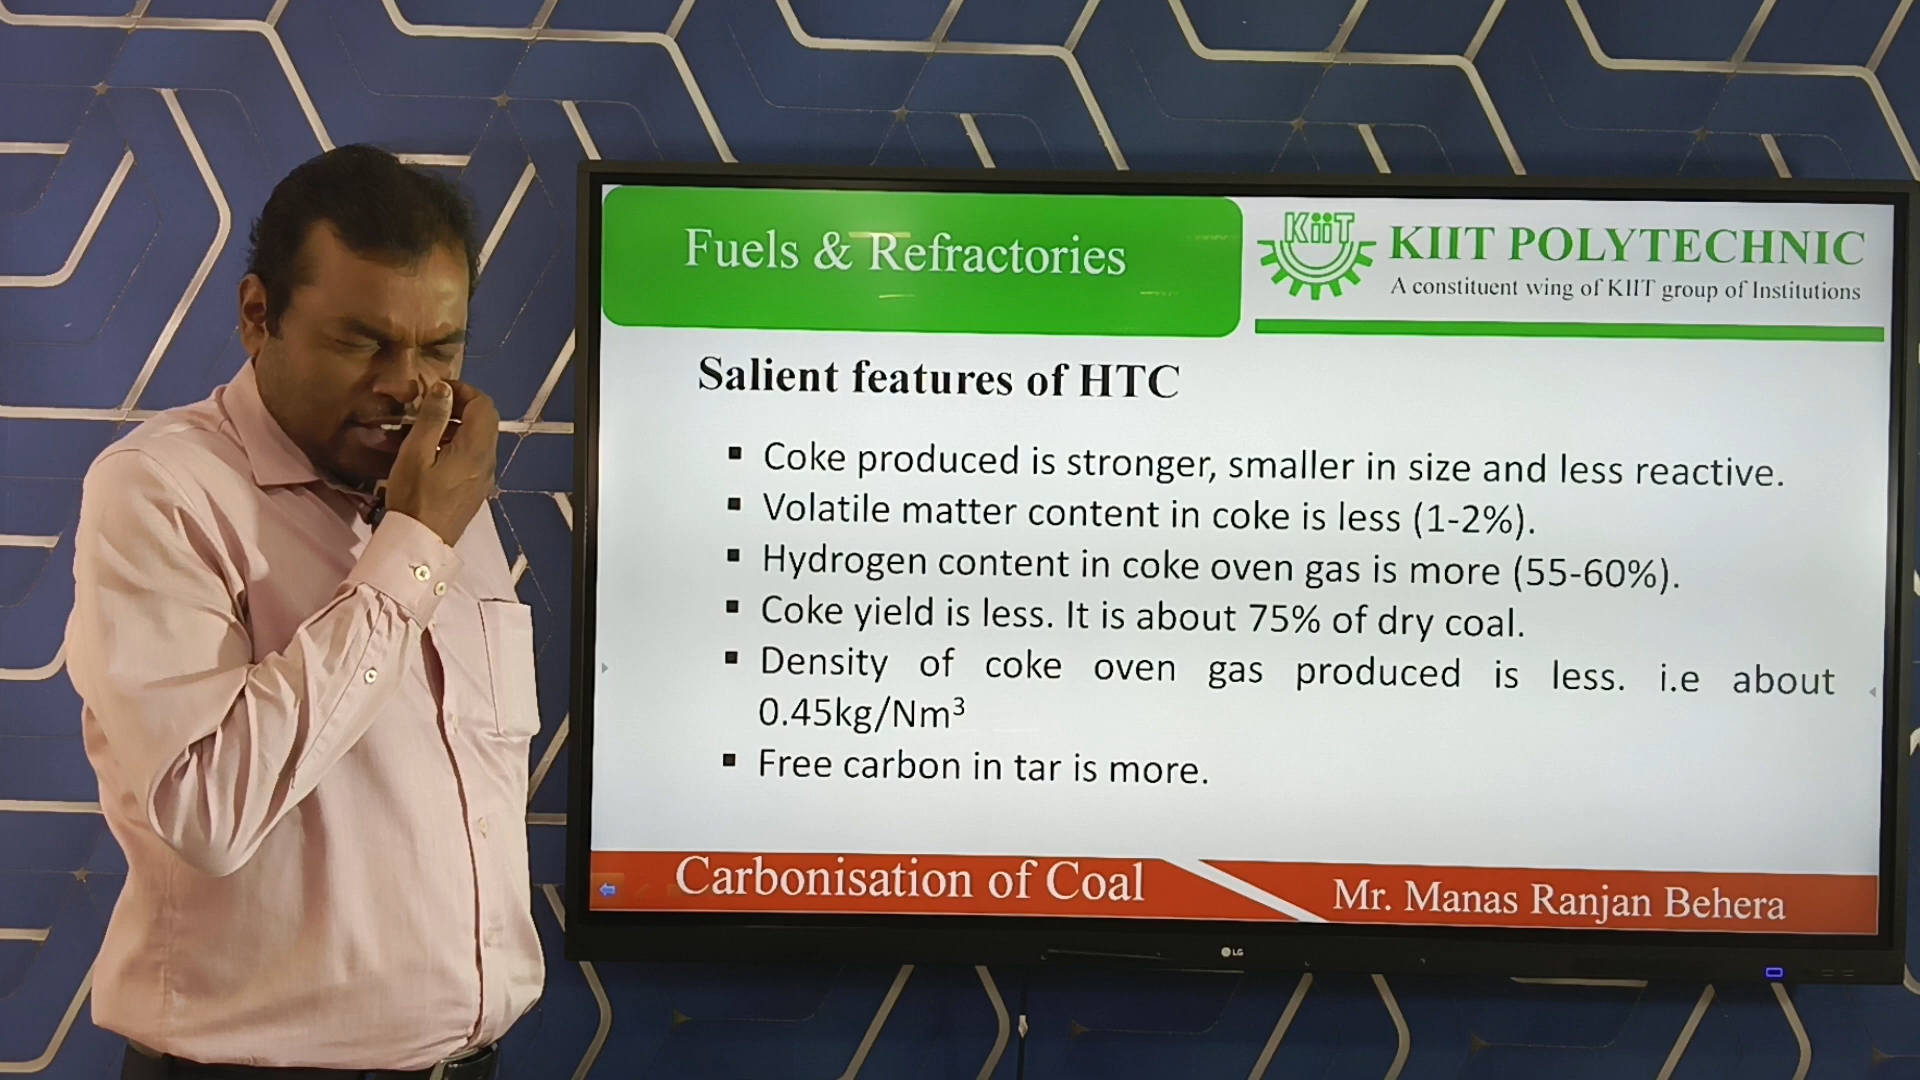 Fuels & Refractories
KiiT
KIIT POLYTECHNIC
A constituent wing of KIIT group of Institutions
Salient features of HTC
▪ Coke produced is stronger, smaller in size and less reactive.
▪ Volatile matter content in coke is less (1-2%).
▪ Hydrogen content in coke oven gas is more (55-60%).
▪ Coke yield is less. It is about 75% of dry coal.
▪ Density of coke oven gas produced is less. i.e about
0.45kg/Nm³
▪ Free carbon in tar is more.
Carbonisation of Coal
Mr. Manas Ranjan Behera
LG